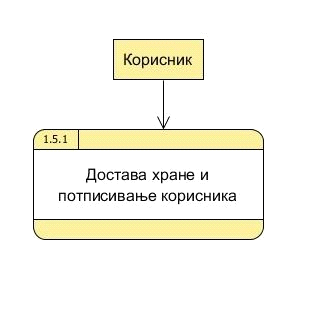 Корисник
1.5.1
Достава хране и
потписивање корисника